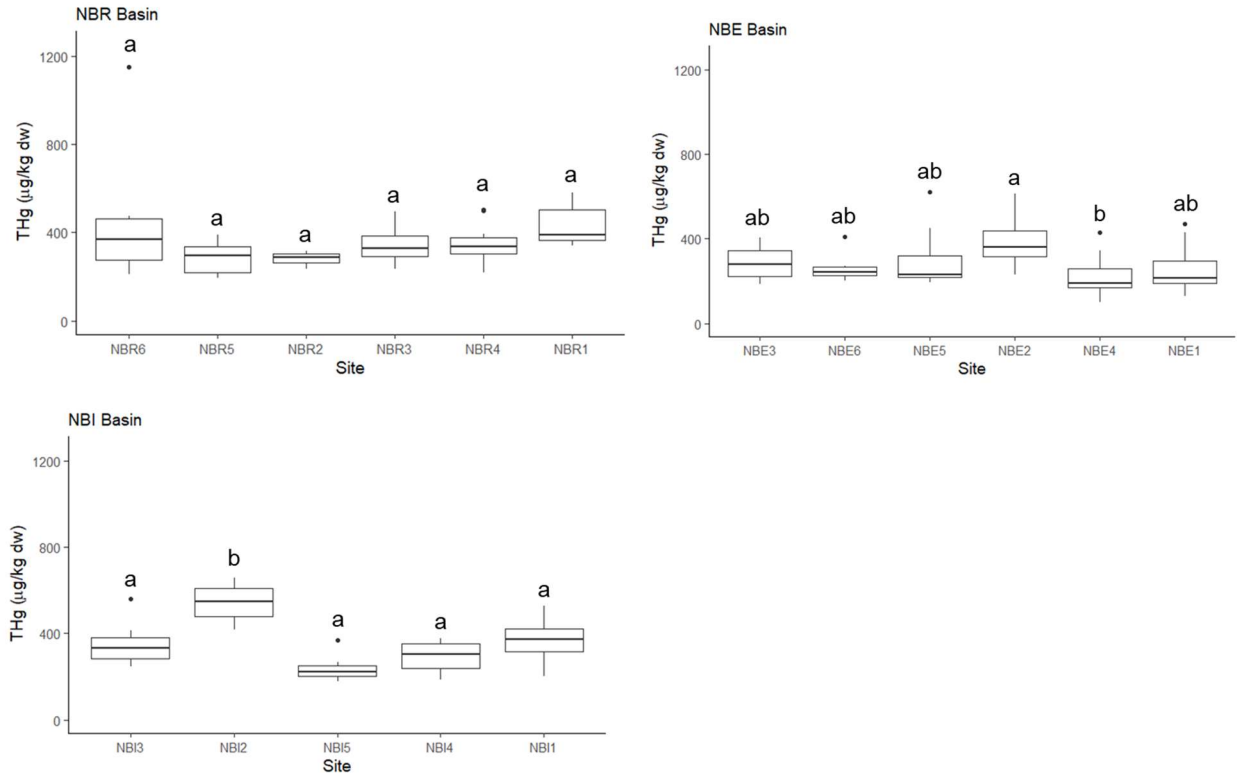 NBR Basin
THg (μg/kg dw)
1200
800
400
0
a a a a a a
NBR6 NBR5 NBR2 NBR3 NBR4 NBR1
Site
NBE Basin
THg (μg/kg dw)
1200
800
400
0
ab ab ab a b ab
NBE3 NBE6 NBE5 NBE2 NBE4 NBE1
Site
NBI Basin
THg (μg/kg dw)
1200
800
400
0
a b a a a
NBI3 NBI2 NBI5 NBI4 NBI1
Site